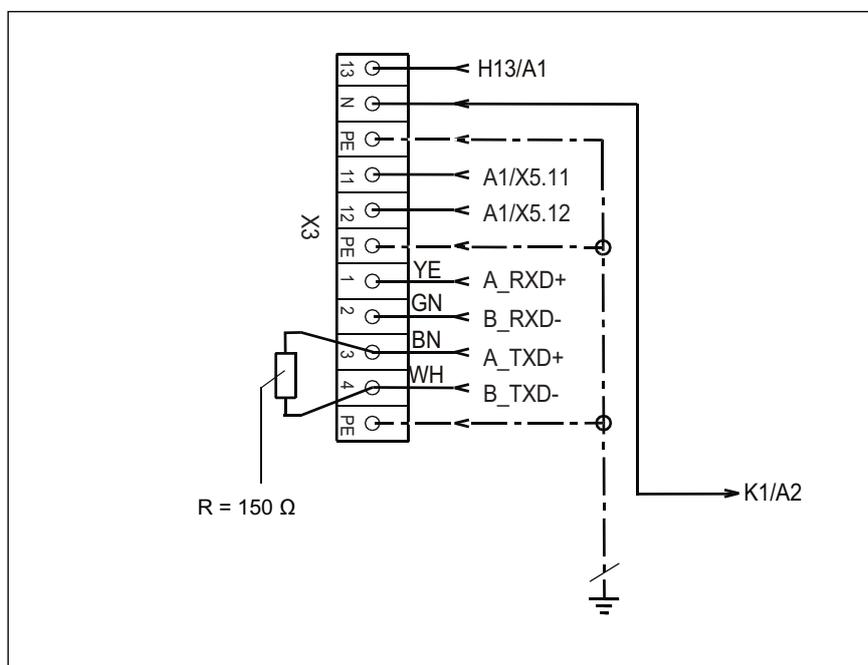 X3
13 H13/A1
N
PE
11 A1/X5.11
12 A1/X5.12
PE
1 YE A_RXD+
2 GN B_RXD-
3 BN A_TXD+
4 WH B_TXD-
PE
K1/A2
R = 150 Ω